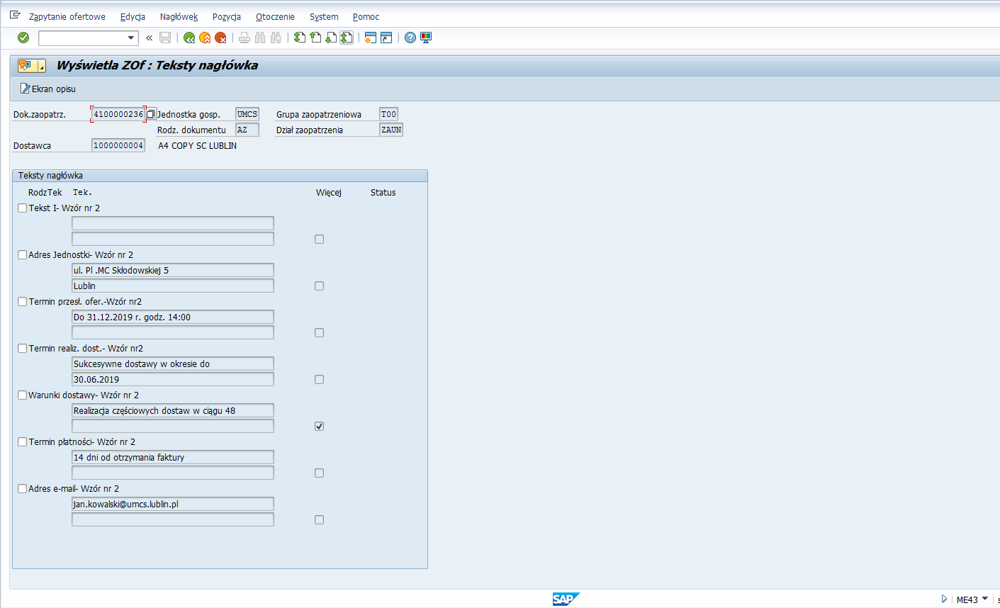 Zapytanie ofertowe Edycja Nagłówek Pozycja Otoczenie System Pomoc
Wyświetla ZOf : Teksty nagłówka
Ekran opisu
Dok.zaopatrz. 4100000236 Jednostka gosp. UMCS Grupa zaopatrzeniowa T00
Rodz. dokumentu AZ Dział zaopatrzenia ZAUN
Dostawca 1000000004 A4 COPY SC LUBLIN
Teksty nagłówka
RodzTek Tek. Więcej Status
Tekst I- Wzór nr 2
Adres Jednostki- Wzór nr 2
ul. Pl .MC Skłodowskiej 5
Lublin
Termin przesł. ofer.-Wzór nr2
Do 31.12.2019 r. godz. 14:00
Termin realiz. dost.- Wzór nr2
Sukcesywne dostawy w okresie do
30.06.2019
Warunki dostawy- Wzór nr 2
Realizacja częściowych dostaw w ciągu 48
Termin płatności- Wzór nr 2
14 dni od otrzymania faktury
Adres e-mail- Wzór nr 2
jan.kowalski@umcs.lublin.pl
SAP ME43